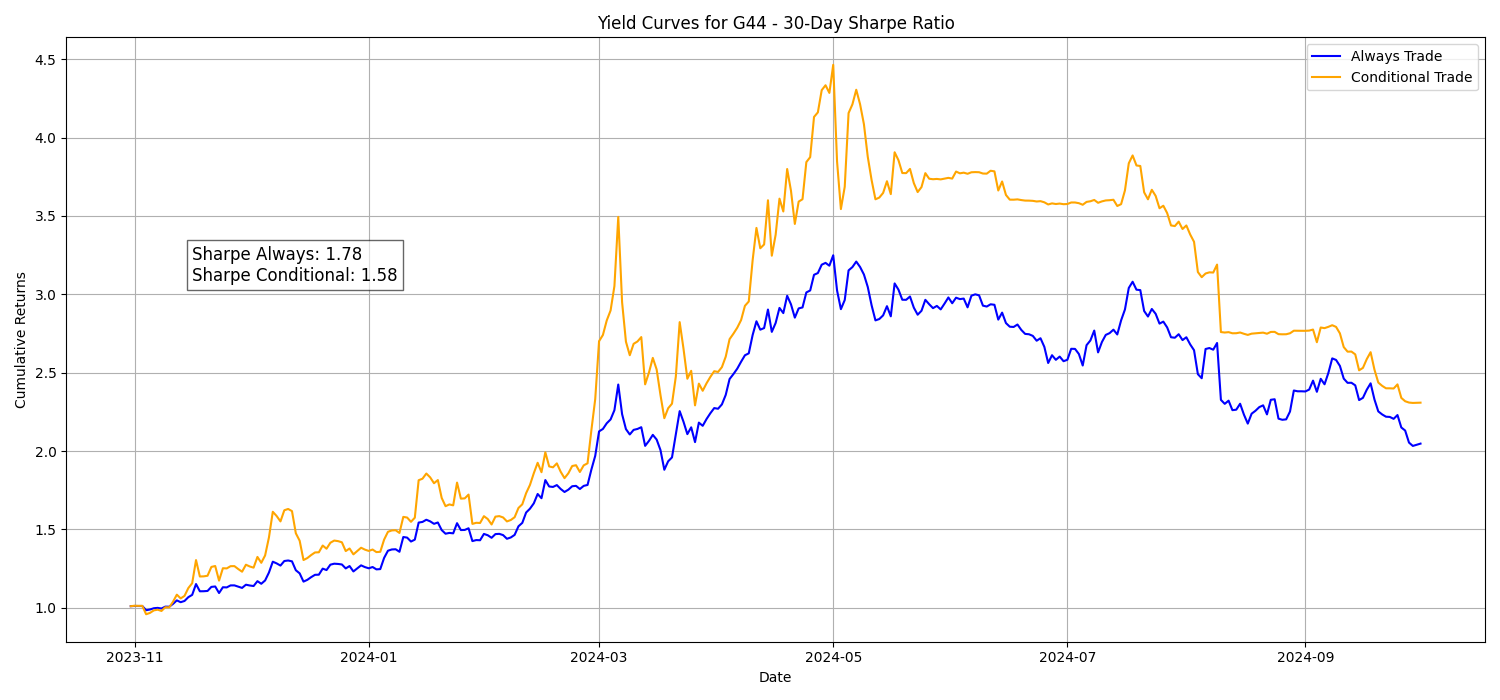 Yield Curves for G44 - 30-Day Sharpe Ratio
Always Trade
Conditional Trade
Sharpe Always: 1.78
Sharpe Conditional: 1.58
Cumulative Returns
4.5
4.0
3.5
3.0
2.5
2.0
1.5
1.0
2023-11
2024-01
2024-03
2024-05
2024-07
2024-09
Date